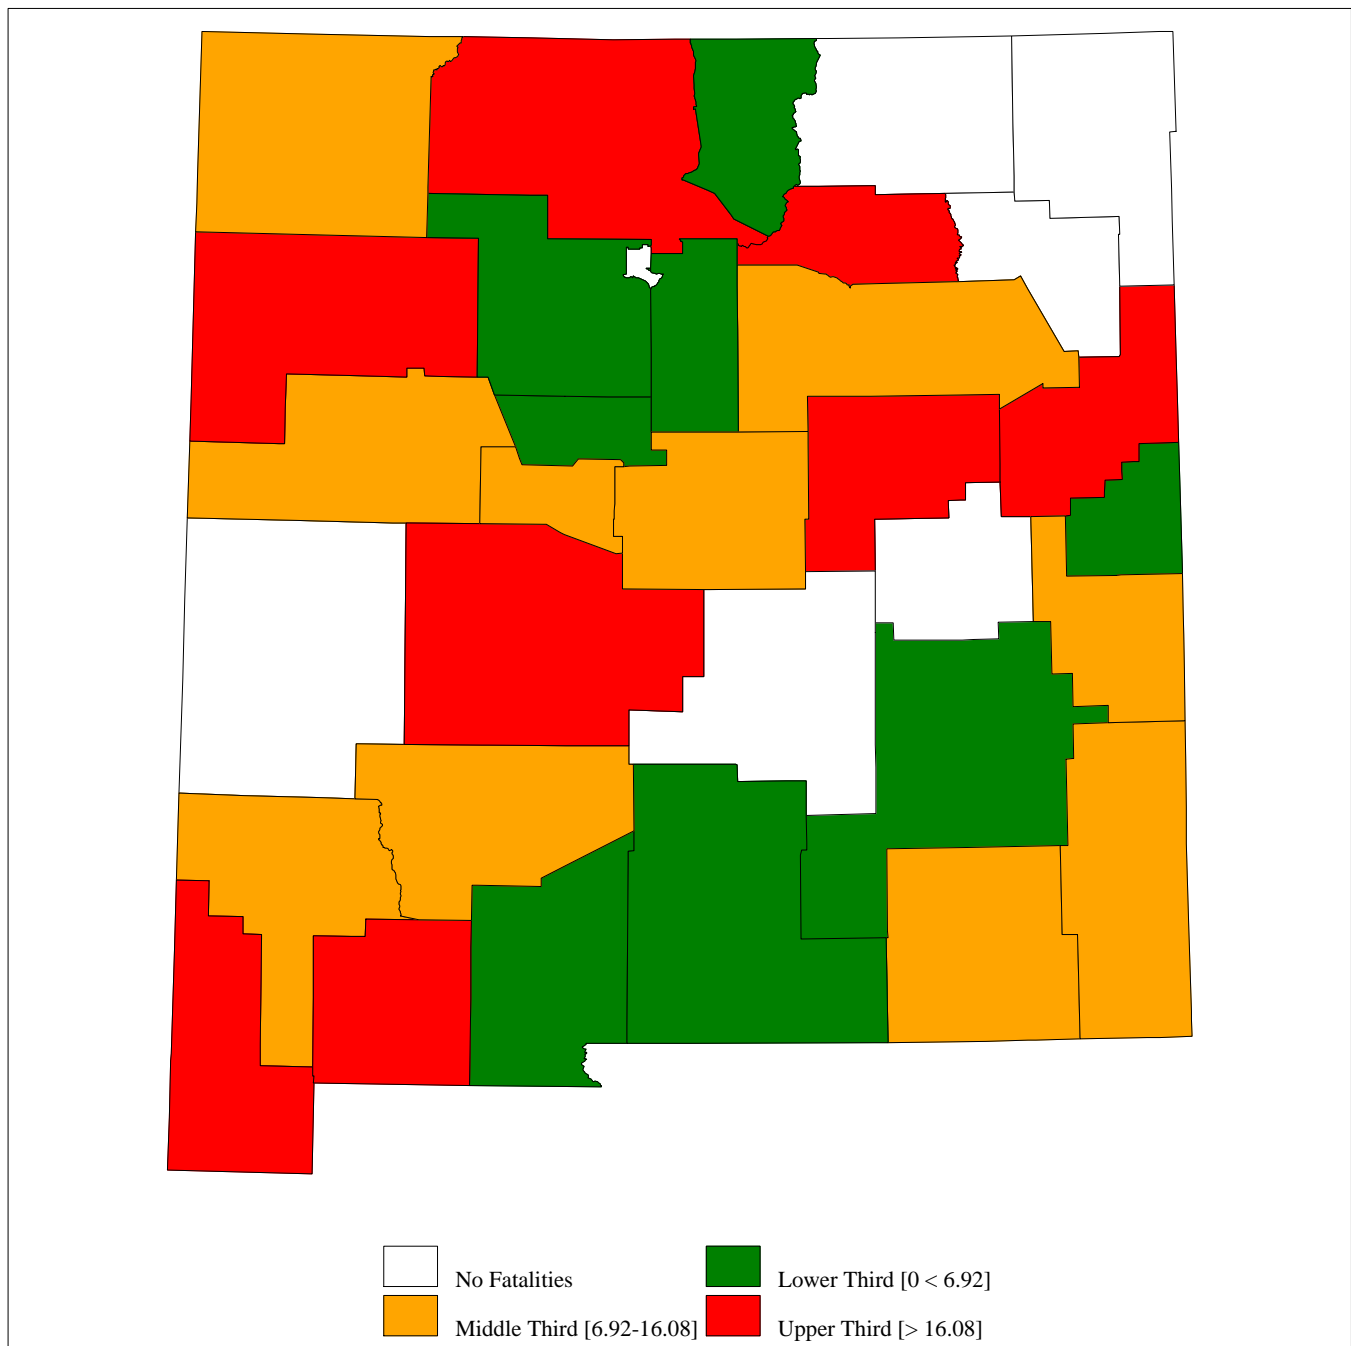 No Fatalities
Lower Third [0 < 6.92]
Middle Third [6.92-16.08]
Upper Third [> 16.08]